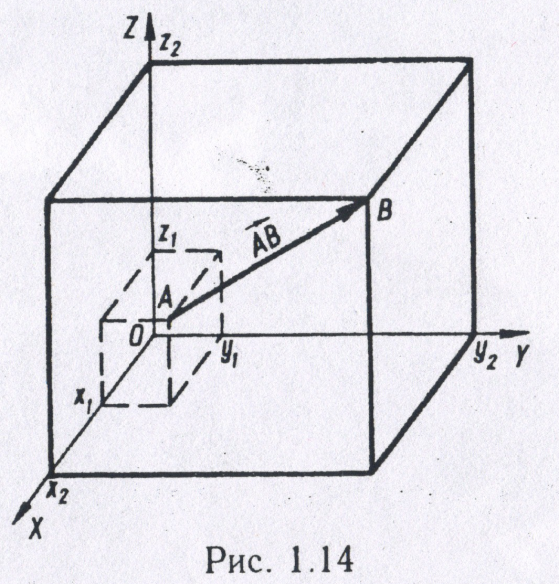 Z
z₂
B
AB
z₁
A
O
y₁
y₂
Y
x₁
x₂
X
Рис. 1.14